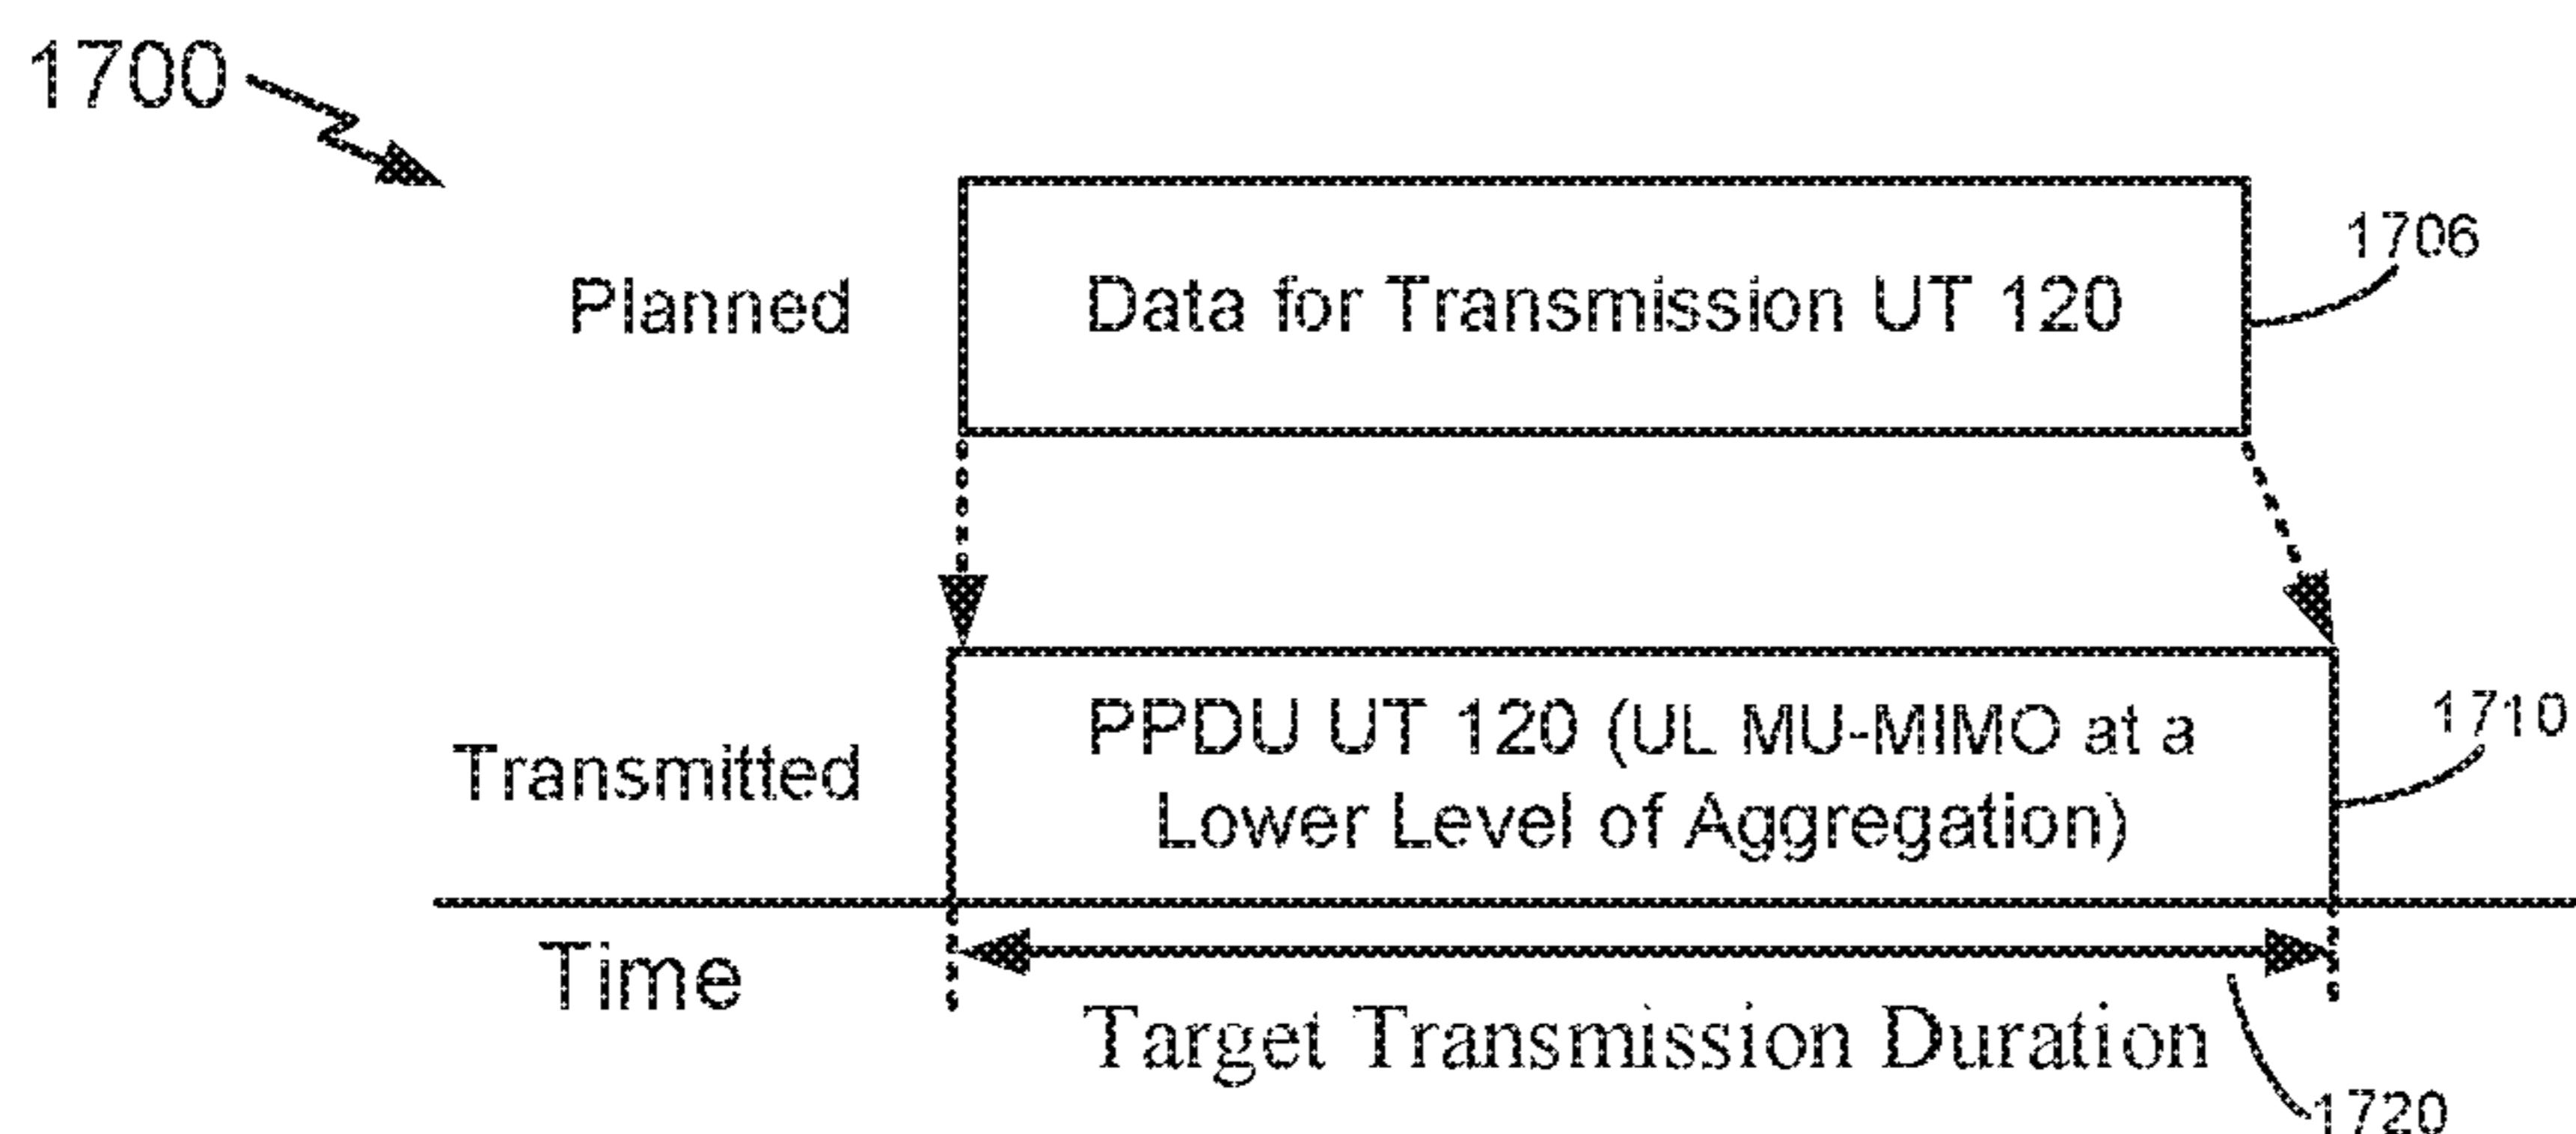 1700
1706
Planned
Data for Transmission UT 120
1710
Transmitted
PPDU UT 120 (UL MU-MIMO at a
Lower Level of Aggregation)
Time
Target Transmission Duration
1720